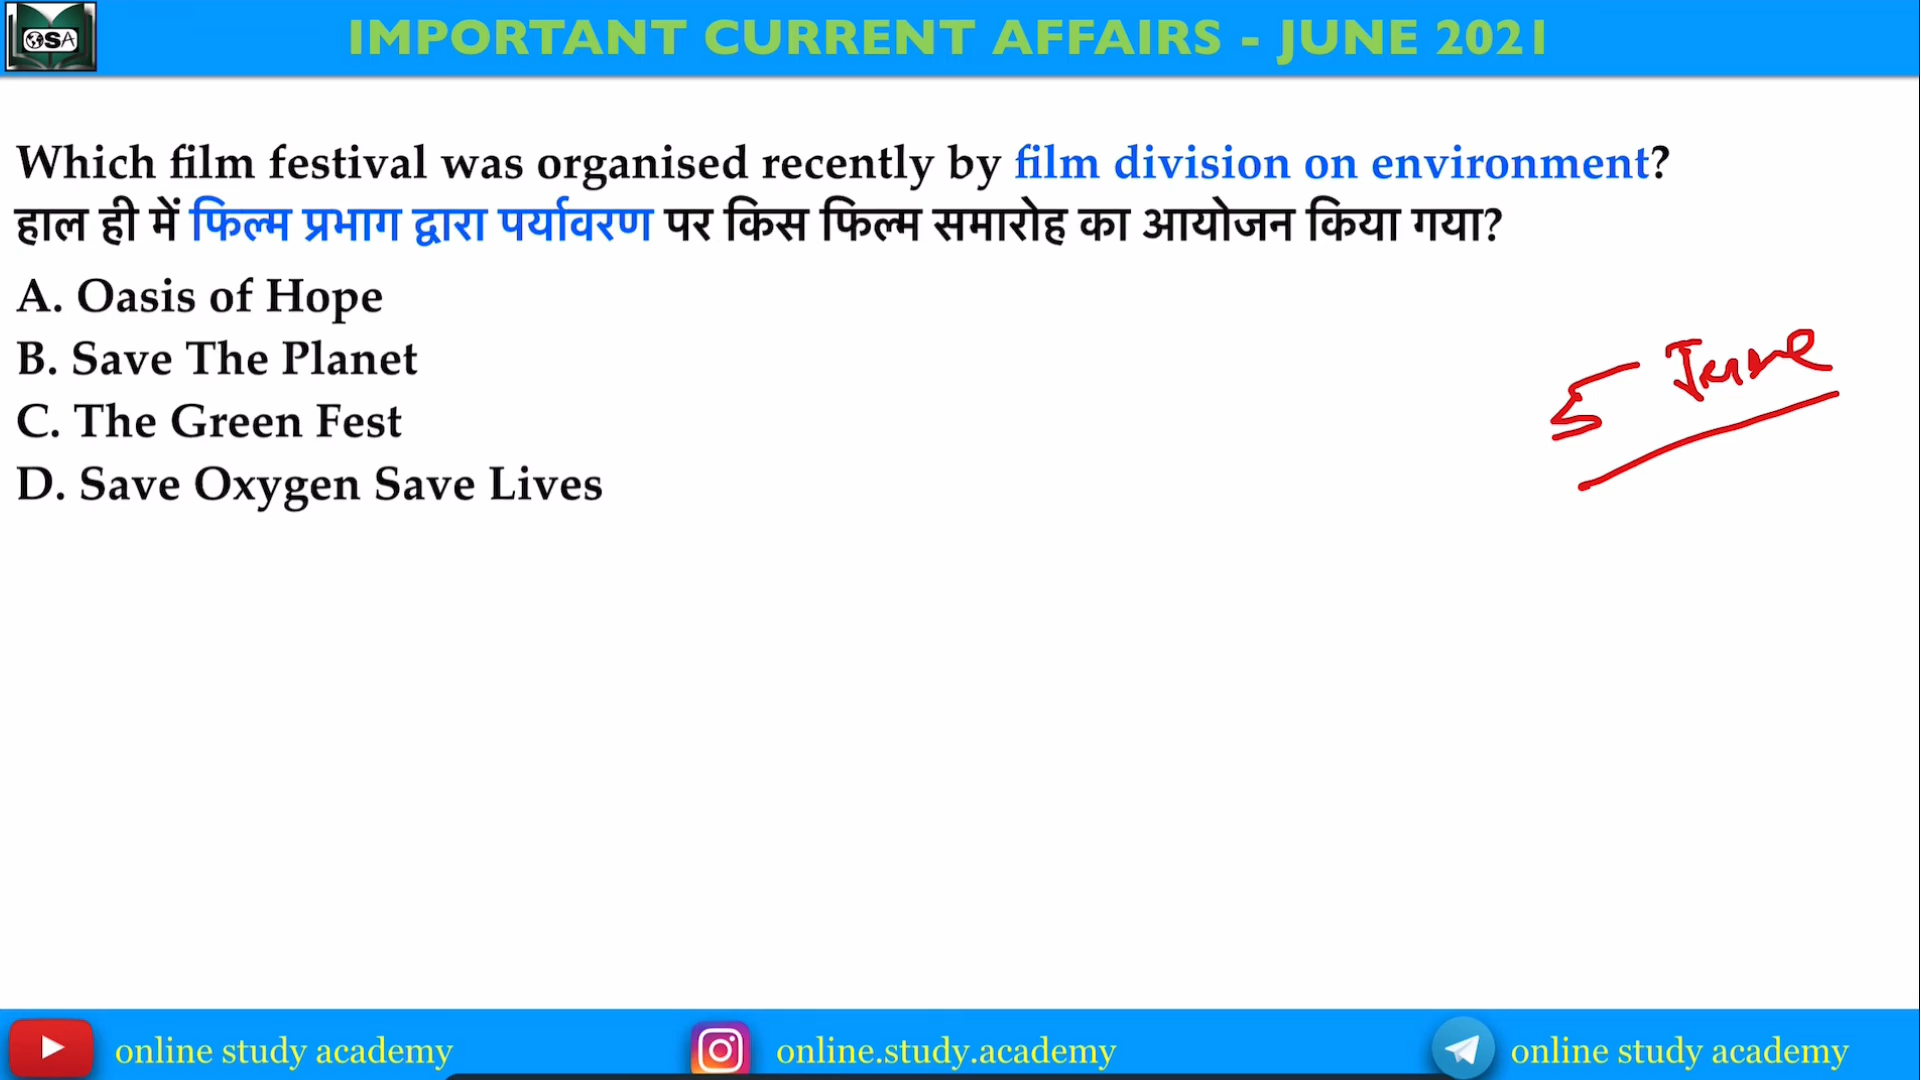 OSA
IMPORTANT CURRENT AFFAIRS - JUNE 2021
Which film festival was organised recently by film division on environment?
हाल ही में फिल्म प्रभाग द्वारा पर्यावरण पर किस फिल्म समारोह का आयोजन किया गया?
A. Oasis of Hope
B. Save The Planet
C. The Green Fest
D. Save Oxygen Save Lives
5 June
online study academy
online.study.academy
online study academy